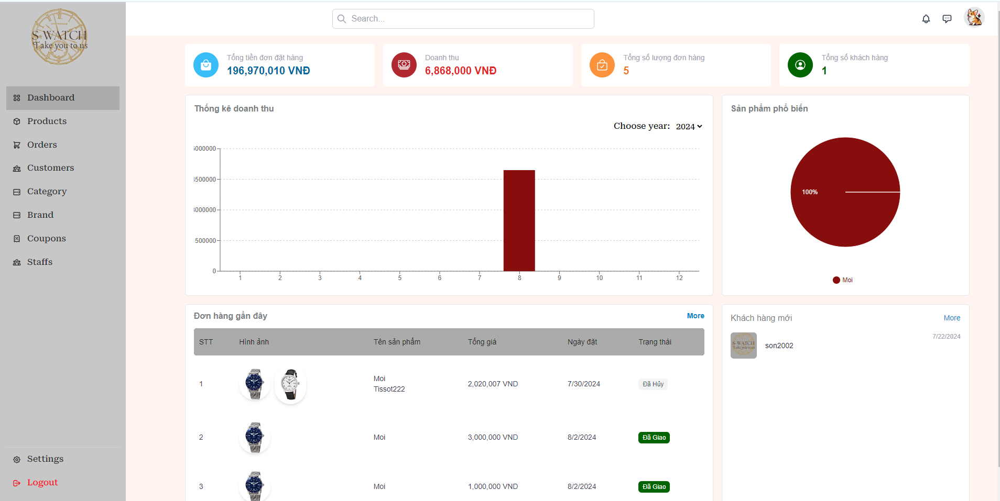 S-WATCH
Take you to us
Dashboard
Products
Orders
Customers
Category
Brand
Coupons
Staffs
Settings
Logout
Search...
Tổng tiền đơn đặt hàng
196,970,010 VNĐ
Doanh thu
6,868,000 VNĐ
Tổng số lượng đơn hàng
5
Tổng số khách hàng
1
Thống kê doanh thu
Choose year: 2024
000000
500000
000000
500000
0
1 2 3 4 5 6 7 8 9 10 11 12
Sản phẩm phổ biến
100%
Moi
Đơn hàng gần đây More
STT Hình ảnh Tên sản phẩm Tổng giá Ngày đặt Trạng thái
1 Moi Tissot222 2,020,007 VND 7/30/2024 Đã Hủy
2 Moi 3,000,000 VND 8/2/2024 Đã Giao
3 Moi 1,000,000 VND 8/2/2024 Đã Giao
Khách hàng mới More
7/22/2024
S-WATCH
Take you to us
son2002